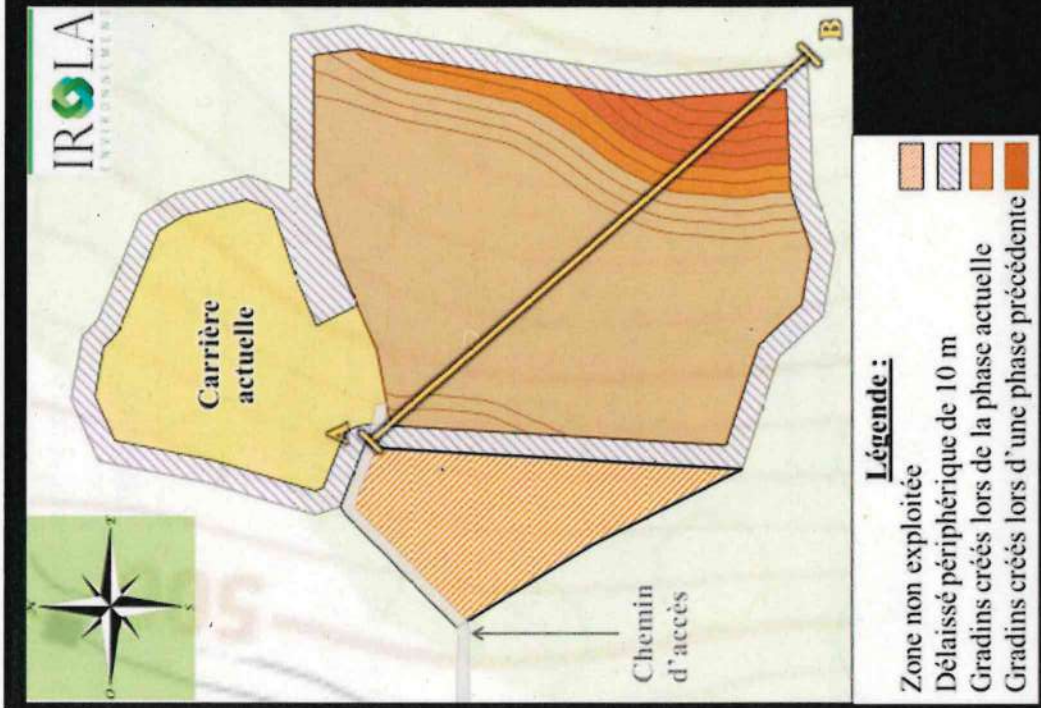 IROLA
ENVIRONNEMENT
N
O
E
S
Carrière
actuelle
A
B
Chemin
d'accès
Légende :
Zone non exploitée
Délaissé périphérique de 10 m
Gradins créés lors de la phase actuelle
Gradins créés lors d'une phase précédente